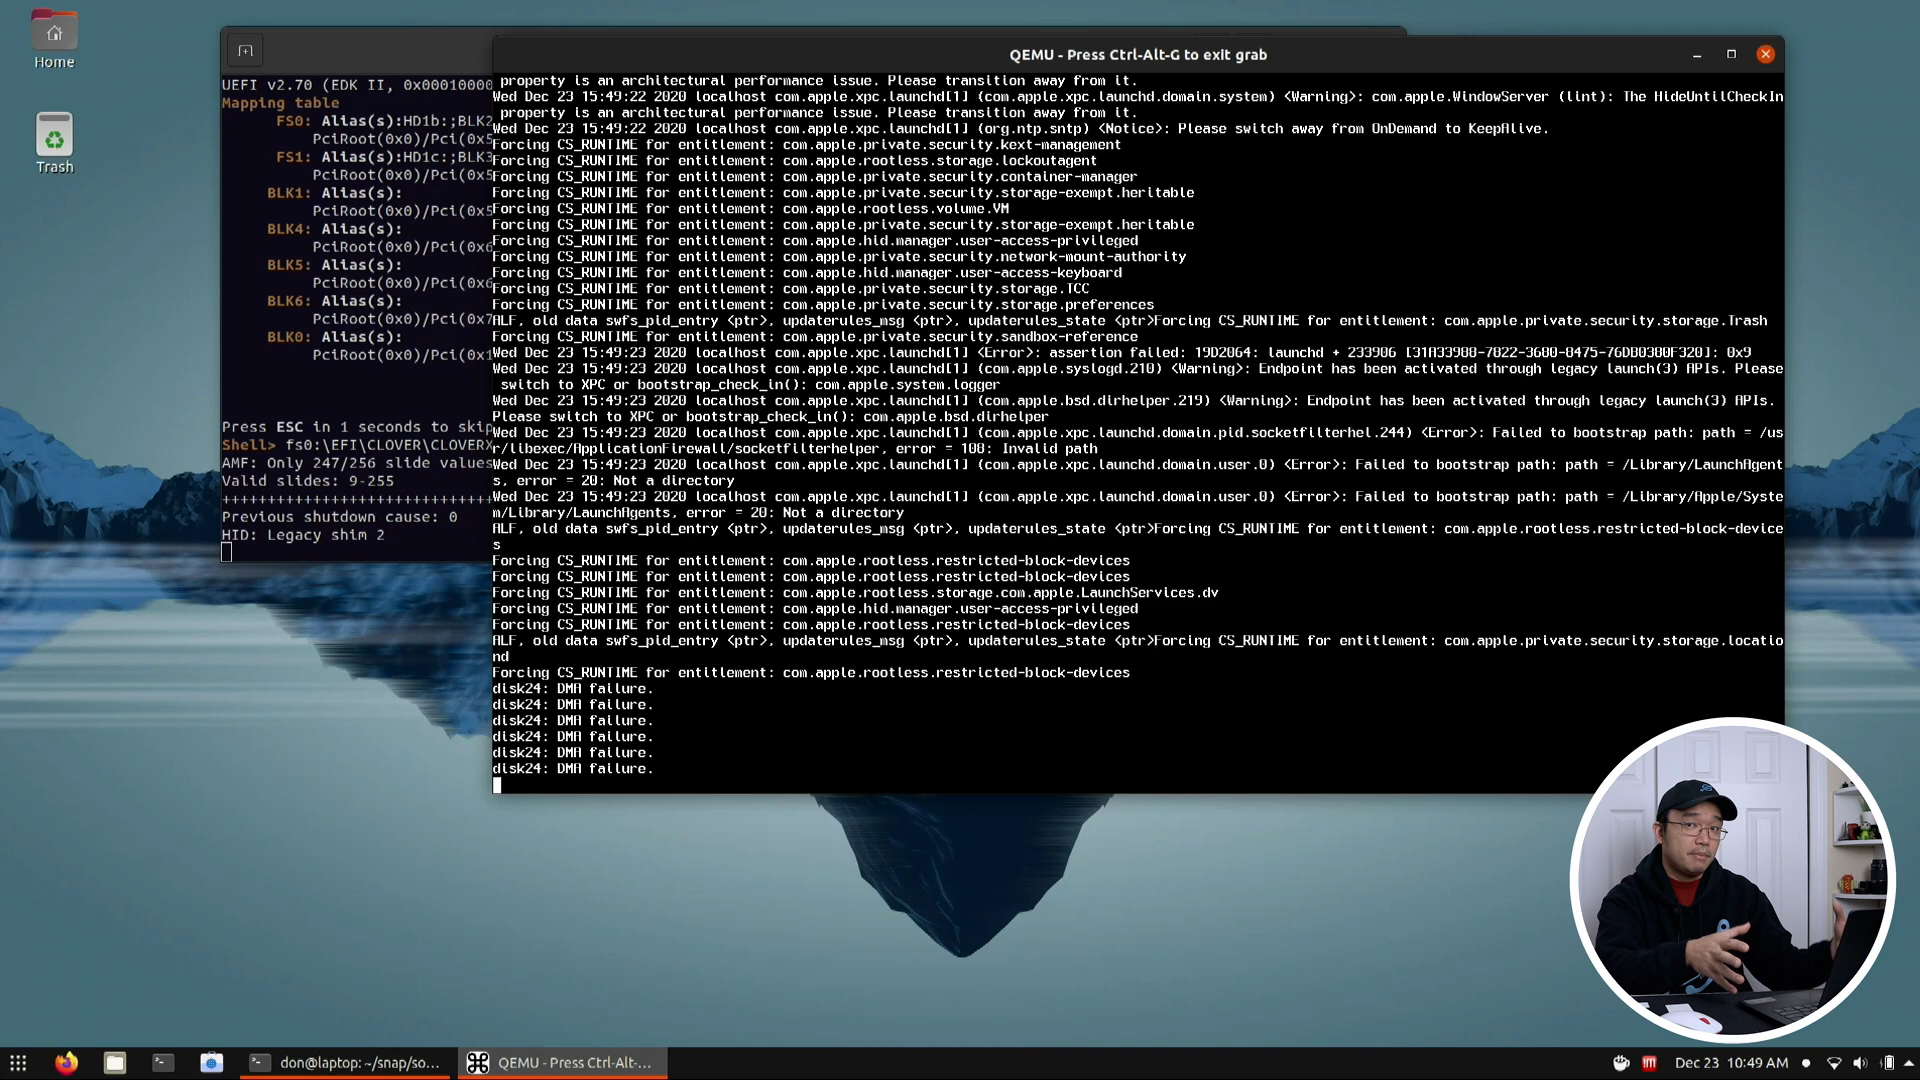 Home
Trash
UEFI v2.70 (EDK II, 0x00010000
Mapping table
FS0: Alias(s):HD1b:;BLK2
PciRoot(0x0)/Pci(0x5
FS1: Alias(s):HD1c:;BLK3
PciRoot(0x0)/Pci(0x5
BLK1: Alias(s):
PciRoot(0x0)/Pci(0x5
BLK4: Alias(s):
PciRoot(0x0)/Pci(0x6
BLK5: Alias(s):
PciRoot(0x0)/Pci(0x6
BLK6: Alias(s):
PciRoot(0x0)/Pci(0x7
BLK0: Alias(s):
PciRoot(0x0)/Pci(0x1
Press ESC in 1 seconds to skip
Shell> fs0:\EFI\CLOVER\CLOVERX
AMF: Only 247/256 slide values
Valid slides: 9-255
++++++++++++++++++++++++++++++
Previous shutdown cause: 0
HID: Legacy shim 2
QEMU - Press Ctrl-Alt-G to exit grab
property is an architectural performance issue. Please transition away from it.
Wed Dec 23 15:49:22 2020 localhost com.apple.xpc.launchd[1] (com.apple.xpc.launchd.domain.system) <Warning>: com.apple.WindowServer (lint): The HideUntilCheckIn
property is an architectural performance issue. Please transition away from it.
Wed Dec 23 15:49:22 2020 localhost com.apple.xpc.launchd[1] (org.ntp.sntp) <Notice>: Please switch away from OnDemand to KeepAlive.
Forcing CS_RUNTIME for entitlement: com.apple.private.security.kext-management
Forcing CS_RUNTIME for entitlement: com.apple.rootless.storage.lockoutagent
Forcing CS_RUNTIME for entitlement: com.apple.private.security.container-manager
Forcing CS_RUNTIME for entitlement: com.apple.private.security.storage-exempt.heritable
Forcing CS_RUNTIME for entitlement: com.apple.rootless.volume.VM
Forcing CS_RUNTIME for entitlement: com.apple.private.security.storage-exempt.heritable
Forcing CS_RUNTIME for entitlement: com.apple.hid.manager.user-access-privileged
Forcing CS_RUNTIME for entitlement: com.apple.private.security.network-mount-authority
Forcing CS_RUNTIME for entitlement: com.apple.hid.manager.user-access-keyboard
Forcing CS_RUNTIME for entitlement: com.apple.private.security.storage.TCC
Forcing CS_RUNTIME for entitlement: com.apple.private.security.storage.preferences
ALF, old data swfs_pid_entry <ptr>, updaterules_msg <ptr>, updaterules_state <ptr>Forcing CS_RUNTIME for entitlement: com.apple.private.security.storage.Trash
Forcing CS_RUNTIME for entitlement: com.apple.private.security.sandbox-reference
Wed Dec 23 15:49:23 2020 localhost com.apple.xpc.launchd[1] <Error>: assertion failed: 19D2064: launchd + 233906 [31A33988-7022-3680-8475-76DB0300F320]: 0x9
Wed Dec 23 15:49:23 2020 localhost com.apple.xpc.launchd[1] (com.apple.syslogd.210) <Warning>: Endpoint has been activated through legacy launch(3) APIs. Please
switch to XPC or bootstrap_check_in(): com.apple.system.logger
Wed Dec 23 15:49:23 2020 localhost com.apple.xpc.launchd[1] (com.apple.bsd.dirhelper.219) <Warning>: Endpoint has been activated through legacy launch(3) APIs.
Please switch to XPC or bootstrap_check_in(): com.apple.bsd.dirhelper
Wed Dec 23 15:49:23 2020 localhost com.apple.xpc.launchd[1] (com.apple.xpc.launchd.domain.pid.socketfilterhel.244) <Error>: Failed to bootstrap path: path = /us
r/libexec/ApplicationFirewall/socketfilterhelper, error = 100: Invalid path
Wed Dec 23 15:49:23 2020 localhost com.apple.xpc.launchd[1] (com.apple.xpc.launchd.domain.user.0) <Error>: Failed to bootstrap path: path = /Library/LaunchAgent
s, error = 20: Not a directory
Wed Dec 23 15:49:23 2020 localhost com.apple.xpc.launchd[1] (com.apple.xpc.launchd.domain.user.0) <Error>: Failed to bootstrap path: path = /Library/Apple/Syste
m/Library/LaunchAgents, error = 20: Not a directory
ALF, old data swfs_pid_entry <ptr>, updaterules_msg <ptr>, updaterules_state <ptr>Forcing CS_RUNTIME for entitlement: com.apple.rootless.restricted-block-device
s
Forcing CS_RUNTIME for entitlement: com.apple.rootless.restricted-block-devices
Forcing CS_RUNTIME for entitlement: com.apple.rootless.restricted-block-devices
Forcing CS_RUNTIME for entitlement: com.apple.rootless.storage.com.apple.LaunchServices.dv
Forcing CS_RUNTIME for entitlement: com.apple.hid.manager.user-access-privileged
Forcing CS_RUNTIME for entitlement: com.apple.rootless.restricted-block-devices
ALF, old data swfs_pid_entry <ptr>, updaterules_msg <ptr>, updaterules_state <ptr>Forcing CS_RUNTIME for entitlement: com.apple.private.security.storage.locatio
nd
Forcing CS_RUNTIME for entitlement: com.apple.rootless.restricted-block-devices
disk24: DMA failure.
disk24: DMA failure.
disk24: DMA failure.
disk24: DMA failure.
disk24: DMA failure.
disk24: DMA failure.
don@laptop: ~/snap/so...
QEMU - Press Ctrl-Alt-...
Dec 23 10:49 AM